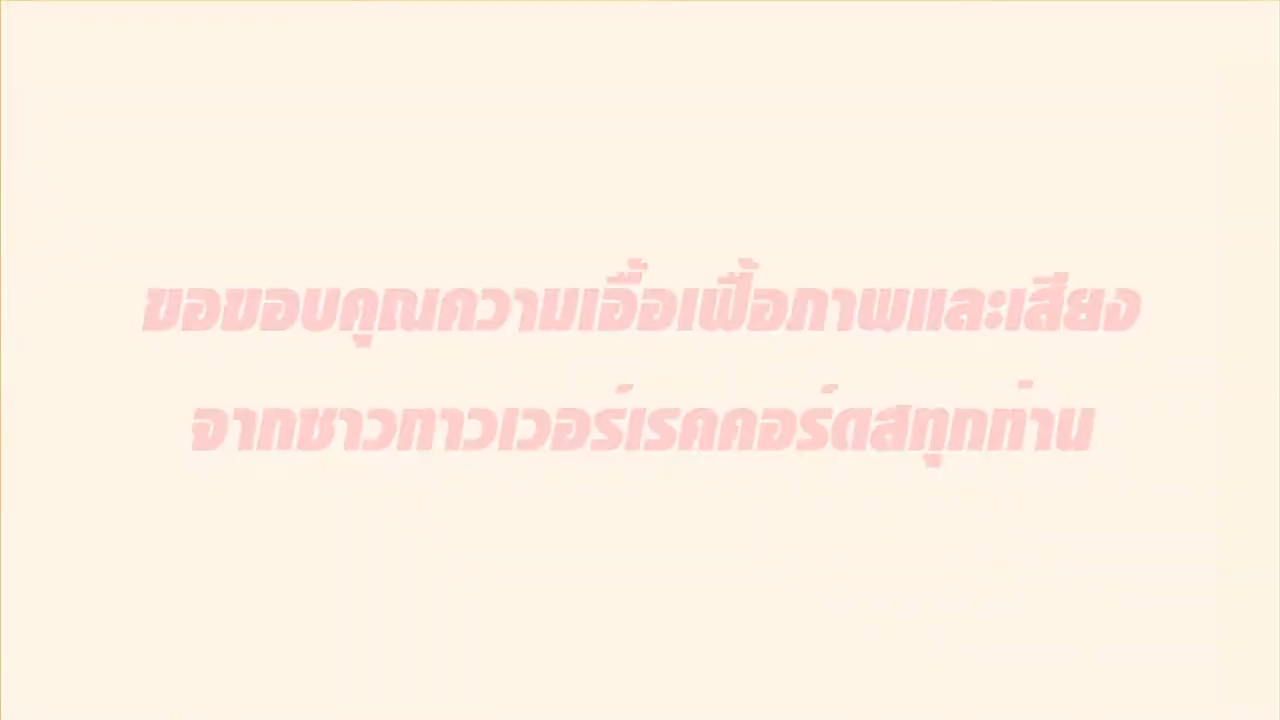 ขอขอบคุณความเอื้อเฟื้อภาพและเสียง
จากชาวทาวเวอร์เรคคอร์ดสทุกท่าน